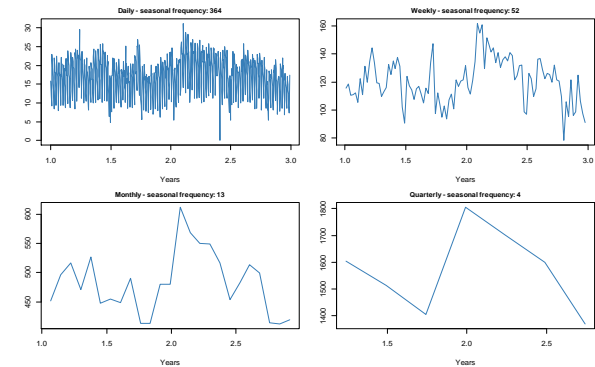 Daily - seasonal frequency: 364
Weekly - seasonal frequency: 52
0 5 10 15 20 25 30
80 100 120 140 160
1.0 1.5 2.0 2.5 3.0
1.0 1.5 2.0 2.5 3.0
Years
Years
Monthly - seasonal frequency: 13
Quarterly - seasonal frequency: 4
450 500 550 600
1400 1500 1600 1700 1800
1.0 1.5 2.0 2.5
1.5 2.0 2.5
Years
Years